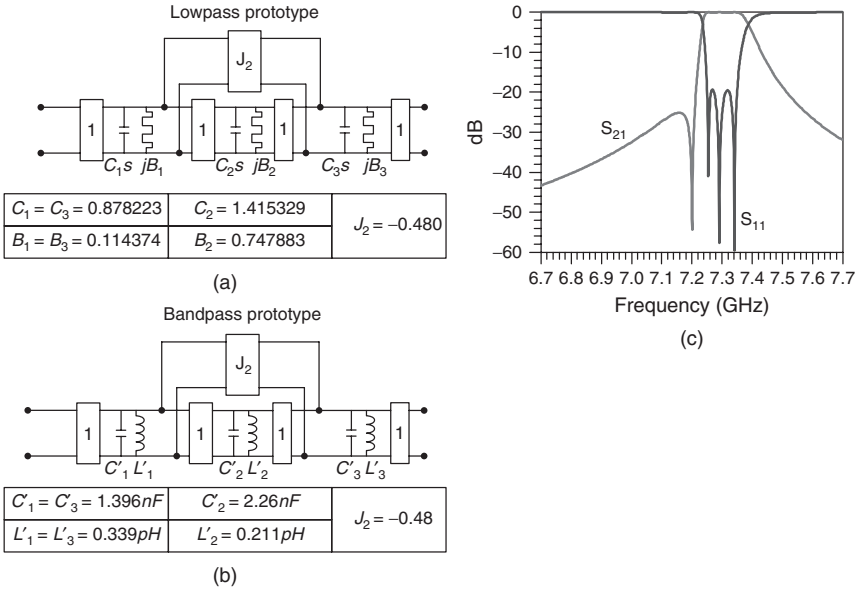 Lowpass prototype
J2
1 1 1 1
C1s jB1 C2s jB2 C3s jB3
C1 = C3 = 0.878223 C2 = 1.415329 J2 = −0.480
B1 = B3 = 0.114374 B2 = 0.747883
(a)
Bandpass prototype
J2
1 1 1 1
C′1 L′1 C′2 L′2 C′3 L′3
C′1 = C′3 = 1.396nF C′2 = 2.26nF J2 = −0.48
L′1 = L′3 = 0.339pH L′2 = 0.211pH
(b)
0
−10
−20
−30
−40
−50
−60
dB
S21
S11
6.7 6.8 6.9 7.0 7.1 7.2 7.3 7.4 7.5 7.6 7.7
Frequency (GHz)
(c)